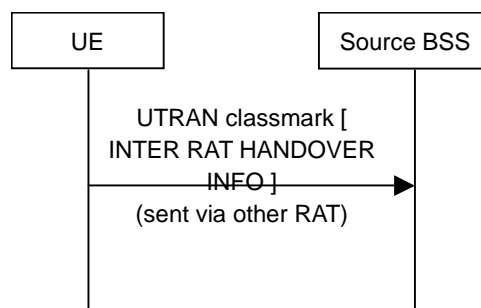 UE
Source BSS
UTRAN classmark [
INTER RAT HANDOVER
INFO ]
(sent via other RAT)